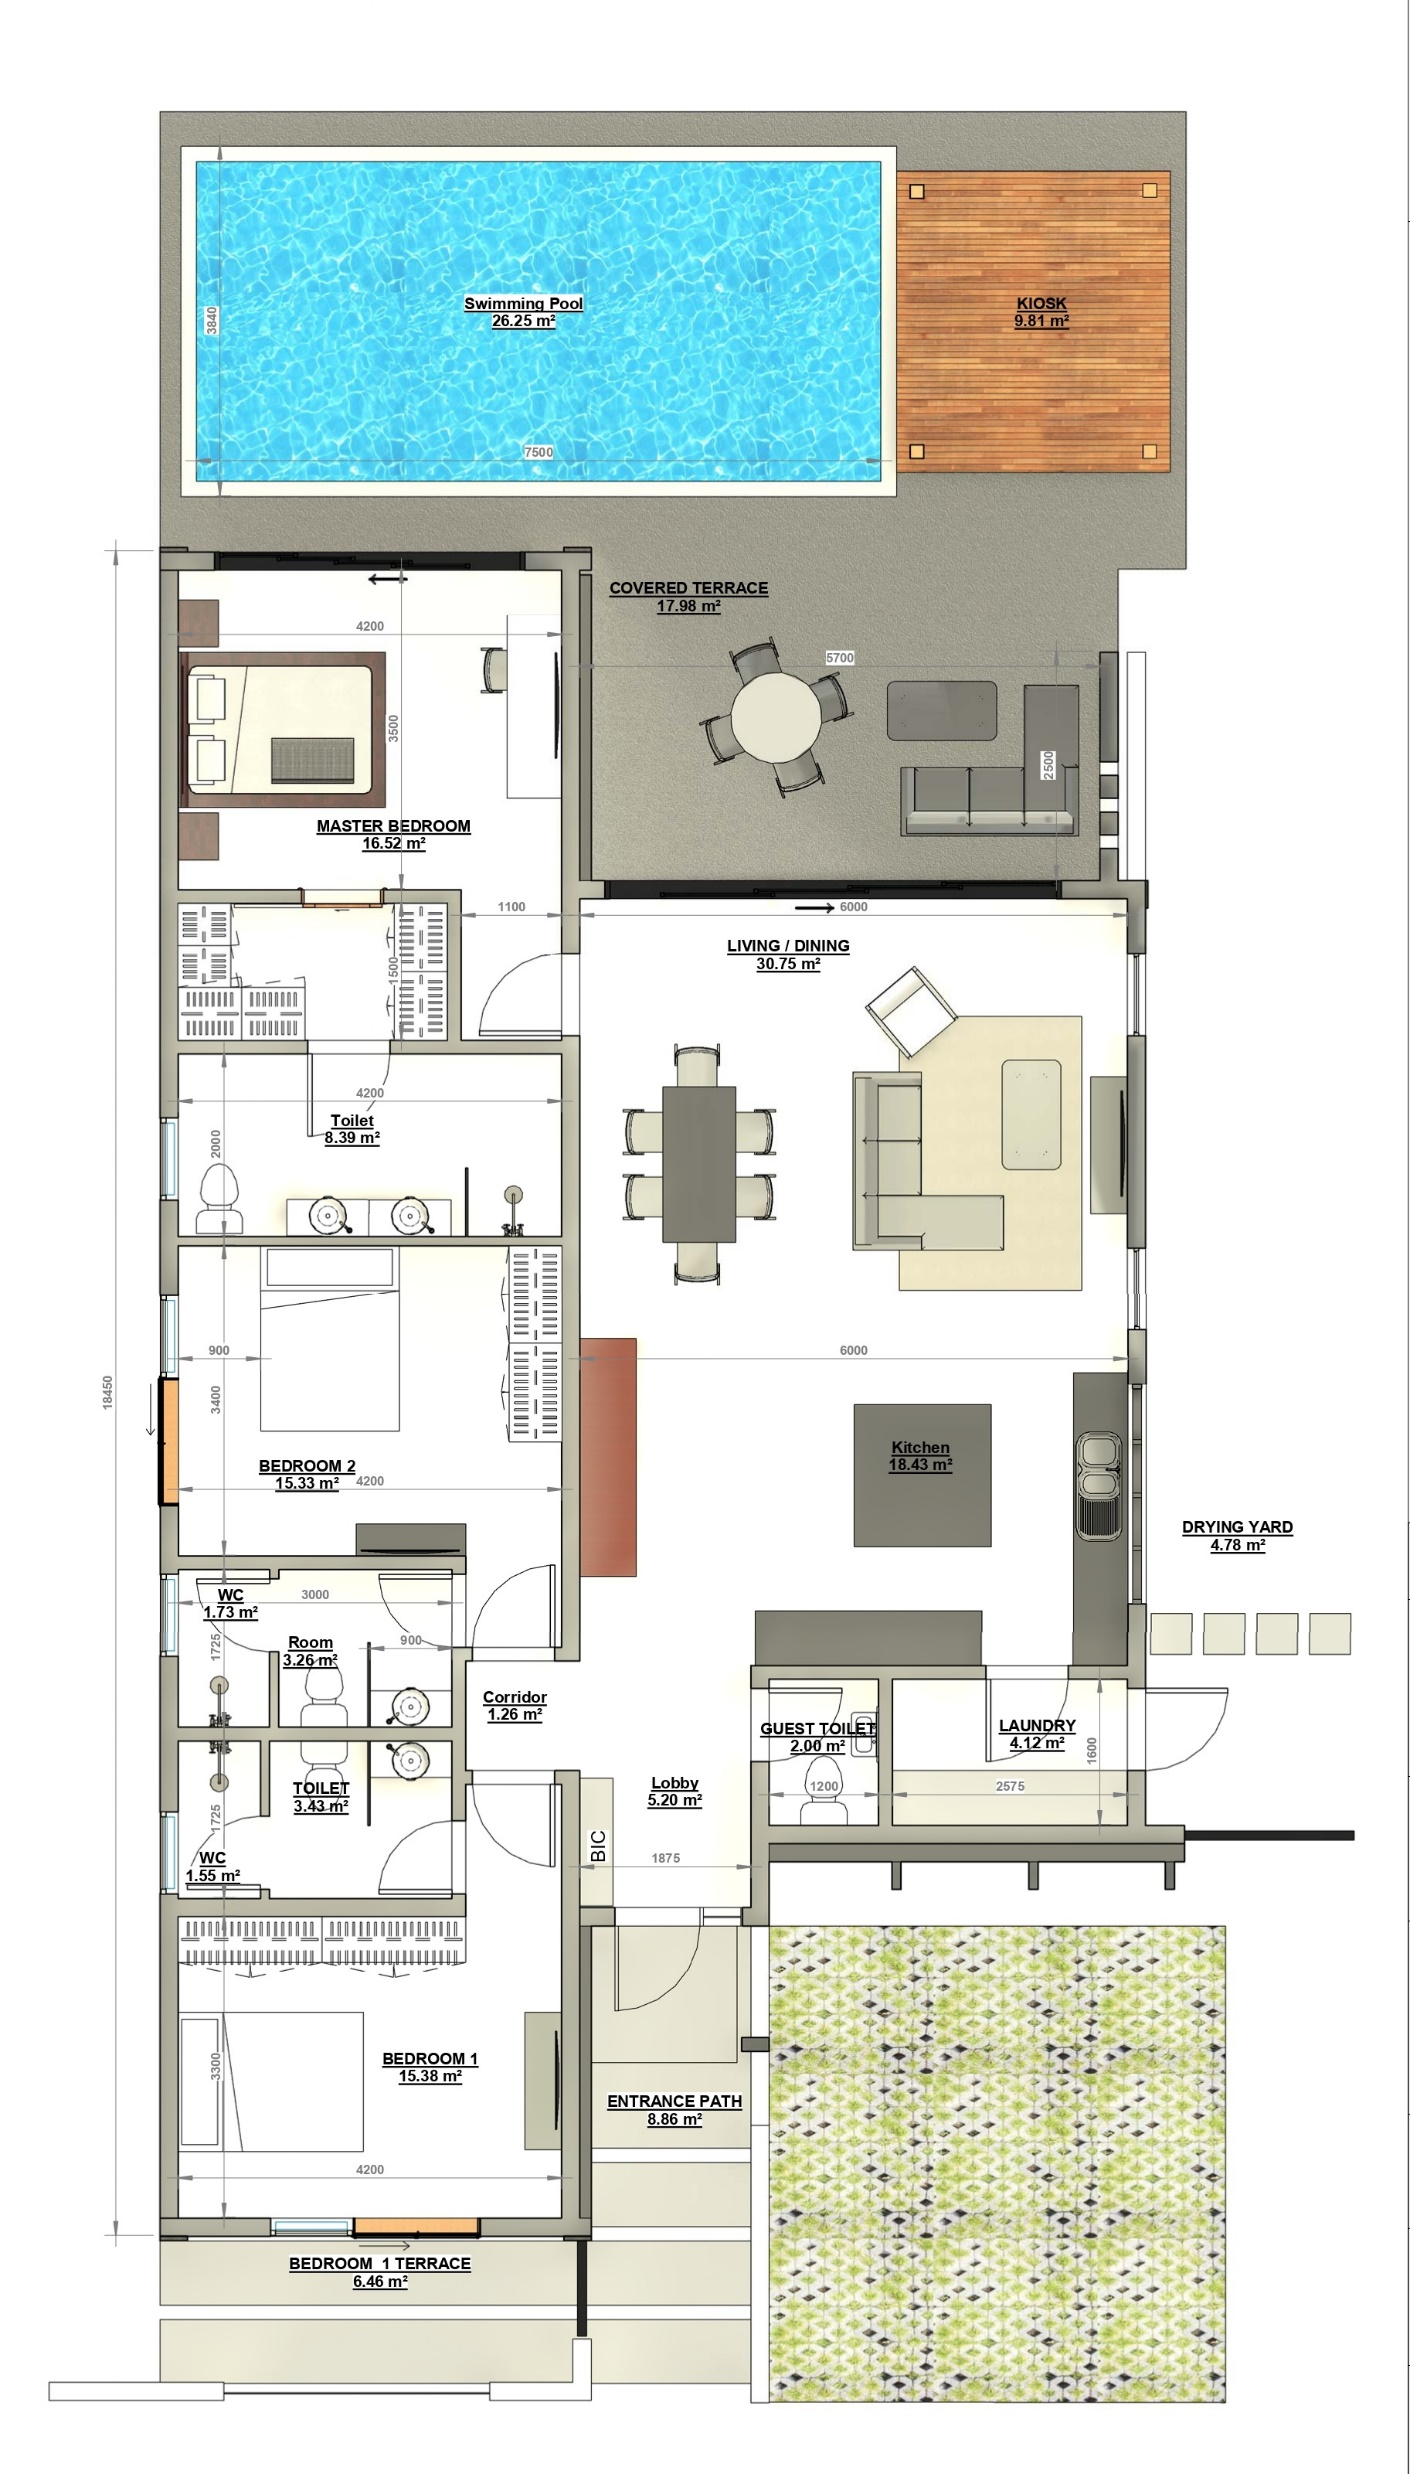 Swimming Pool
26.25 m²
KIOSK
9.81 m²
3840
7500
COVERED TERRACE
17.98 m²
4200
5700
3500
2500
MASTER BEDROOM
16.52 m²
1100
6000
LIVING / DINING
30.75 m²
1500
4200
Toilet
8.39 m²
2000
900
6000
18450
3400
Kitchen
18.43 m²
BEDROOM 2
15.33 m²
4200
DRYING YARD
4.78 m²
WC
1.73 m²
3000
1725
Room
3.26 m²
900
Corridor
1.26 m²
GUEST TOILET
2.00 m²
LAUNDRY
4.12 m²
1600
TOILET
3.43 m²
Lobby
5.20 m²
1200
2575
1725
BIC
WC
1.55 m²
1875
BEDROOM 1
15.38 m²
3300
ENTRANCE PATH
8.86 m²
4200
BEDROOM 1 TERRACE
6.46 m²